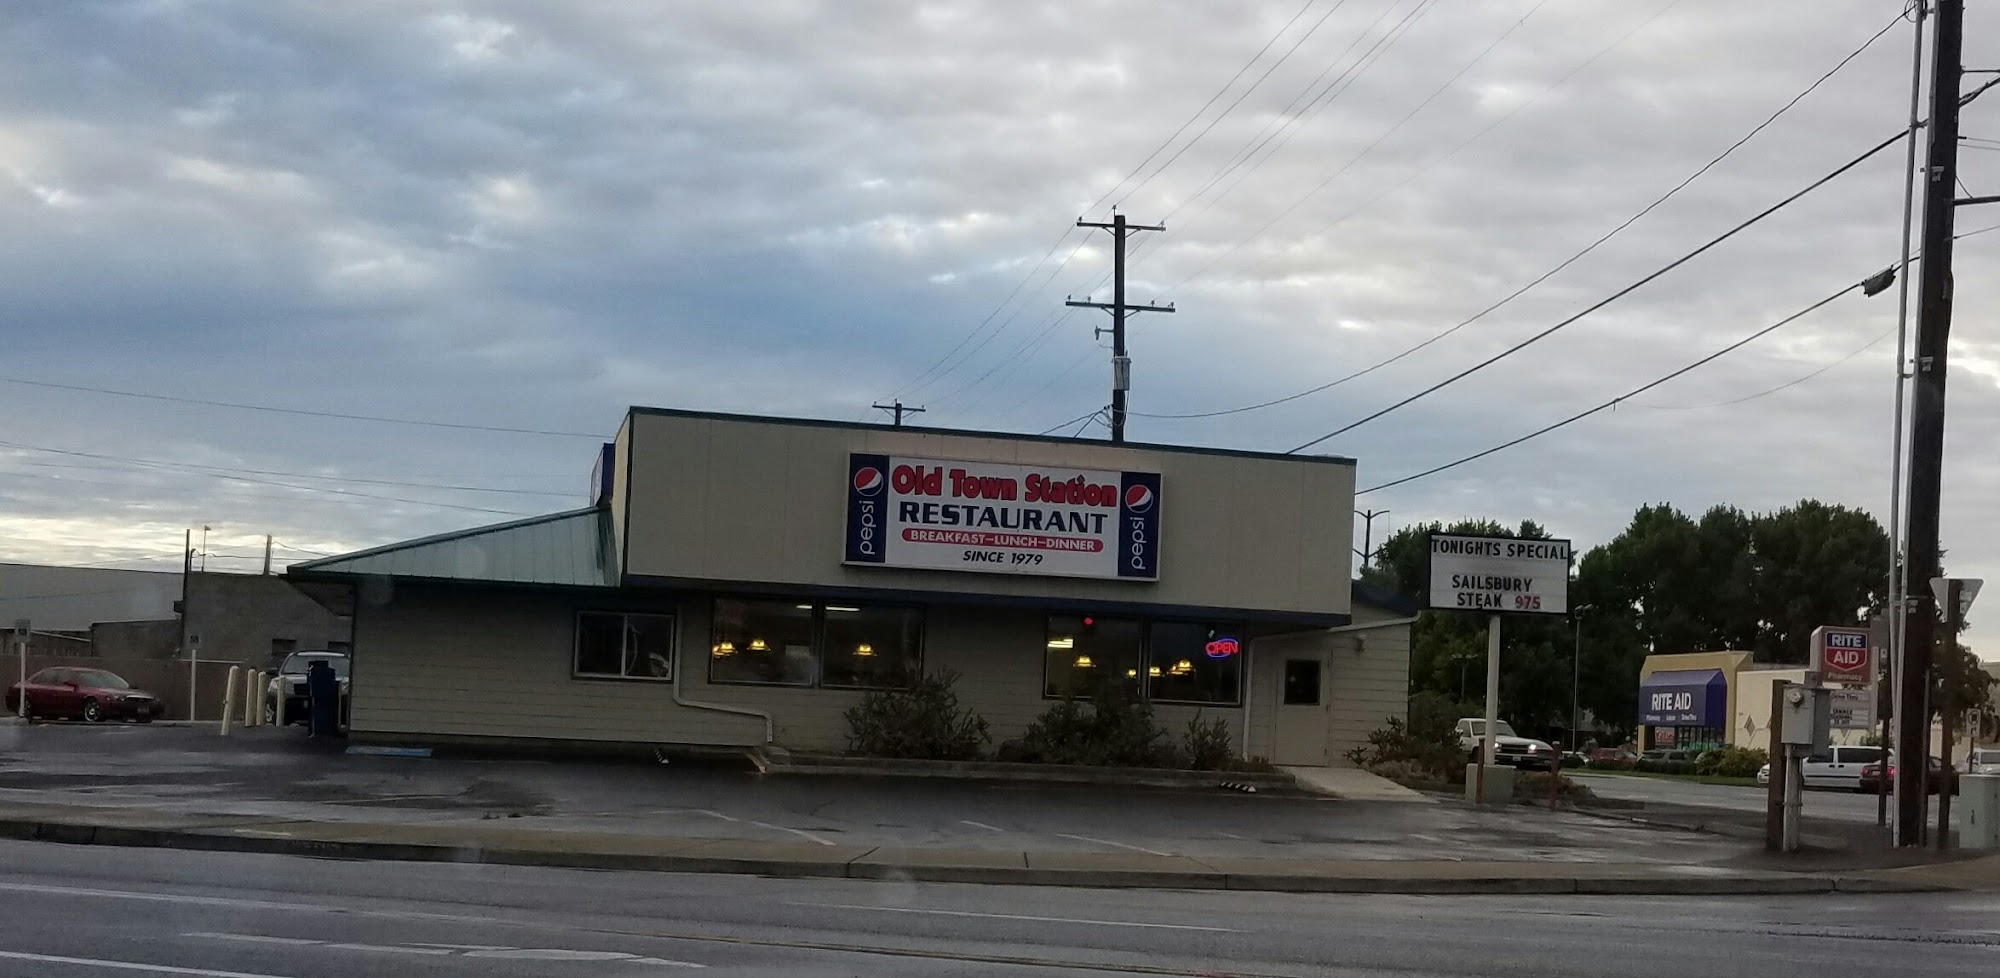 pepsi
Old Town Station
RESTAURANT
BREAKFAST-LUNCH-DINNER
SINCE 1979
pepsi
TONIGHTS SPECIAL
SAILSBURY
STEAK 975
OPEN
RITE AID
RITE
AID
Pharmacy